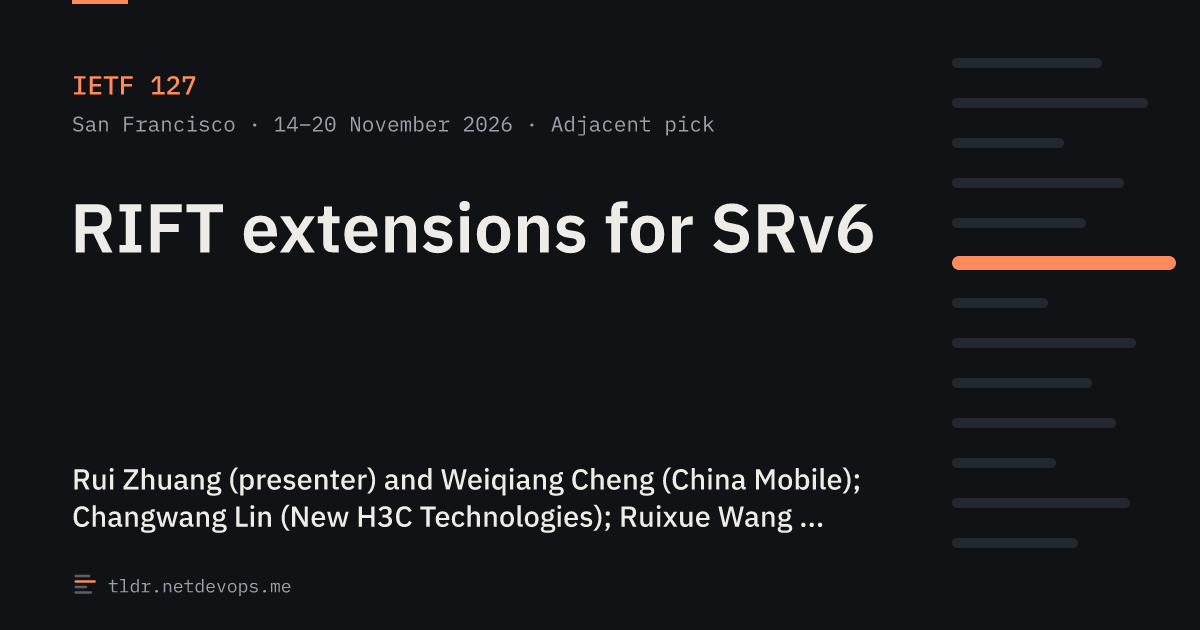 IETF 127
San Francisco · 14–20 November 2026 · Adjacent pick
RIFT extensions for SRv6
Rui Zhuang (presenter) and Weiqiang Cheng (China Mobile);
Changwang Lin (New H3C Technologies); Ruixue Wang ...
tldr.netdevops.me